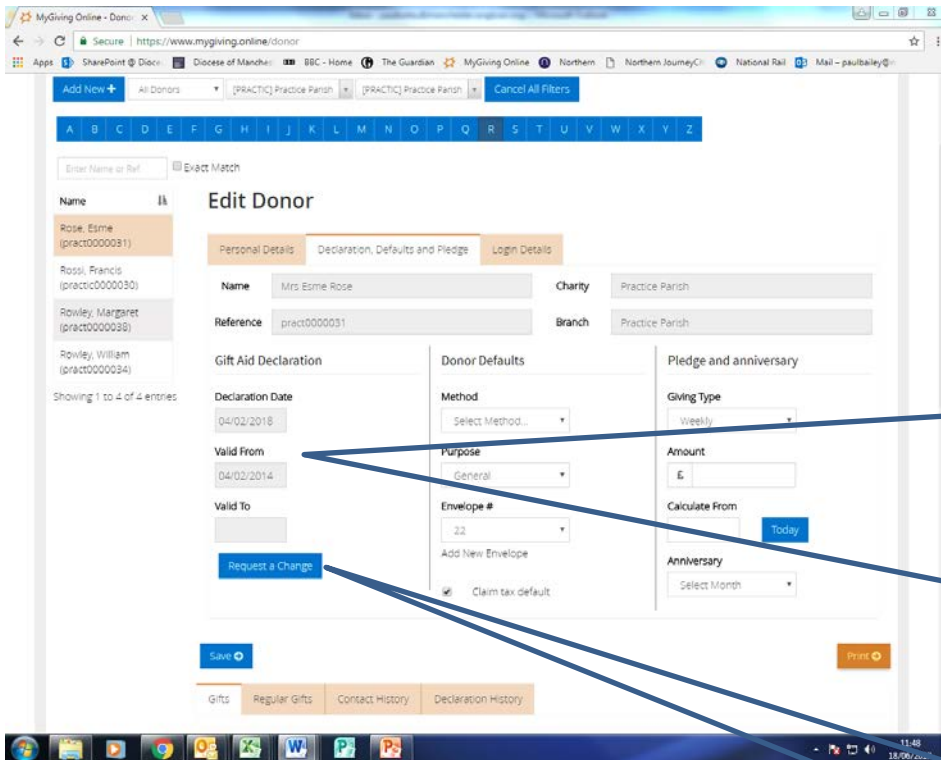 MyGiving Online - Dono
Secure | https://www.mygiving.online/donor
Apps SharePoint @ Dioce Diocese of Manches BBC - Home The Guardian MyGiving Online Northern Northern JourneyCh National Rail Mail - paulbailey@
Add New + All Donors [PRACTIC] Practice Parish [PRACTIC] Practice Parish Cancel All Filters
A B C D E F G H I J K L M N O P Q R S T U V W X Y Z
Enter Name or Ref Exact Match
Name
Rose, Esme
(pract0000031)
Rossi, Francis
(practic0000030)
Rowley, Margaret
(pract0000038)
Rowley, William
(pract0000034)
Showing 1 to 4 of 4 entries
Edit Donor
Personal Details Declaration, Defaults and Pledge Login Details
Name Mrs Esme Rose Charity Practice Parish
Reference pract0000031 Branch Practice Parish
Gift Aid Declaration Donor Defaults Pledge and anniversary
Declaration Date Method Giving Type
04/02/2018 Select Method... Weekly
Valid From Purpose Amount
04/02/2014 General £
Valid To Envelope # Calculate From
22 Today
Add New Envelope
Request a Change Anniversary
Claim tax default Select Month
Save Print
Gifts Regular Gifts Contact History Declaration History
11:48